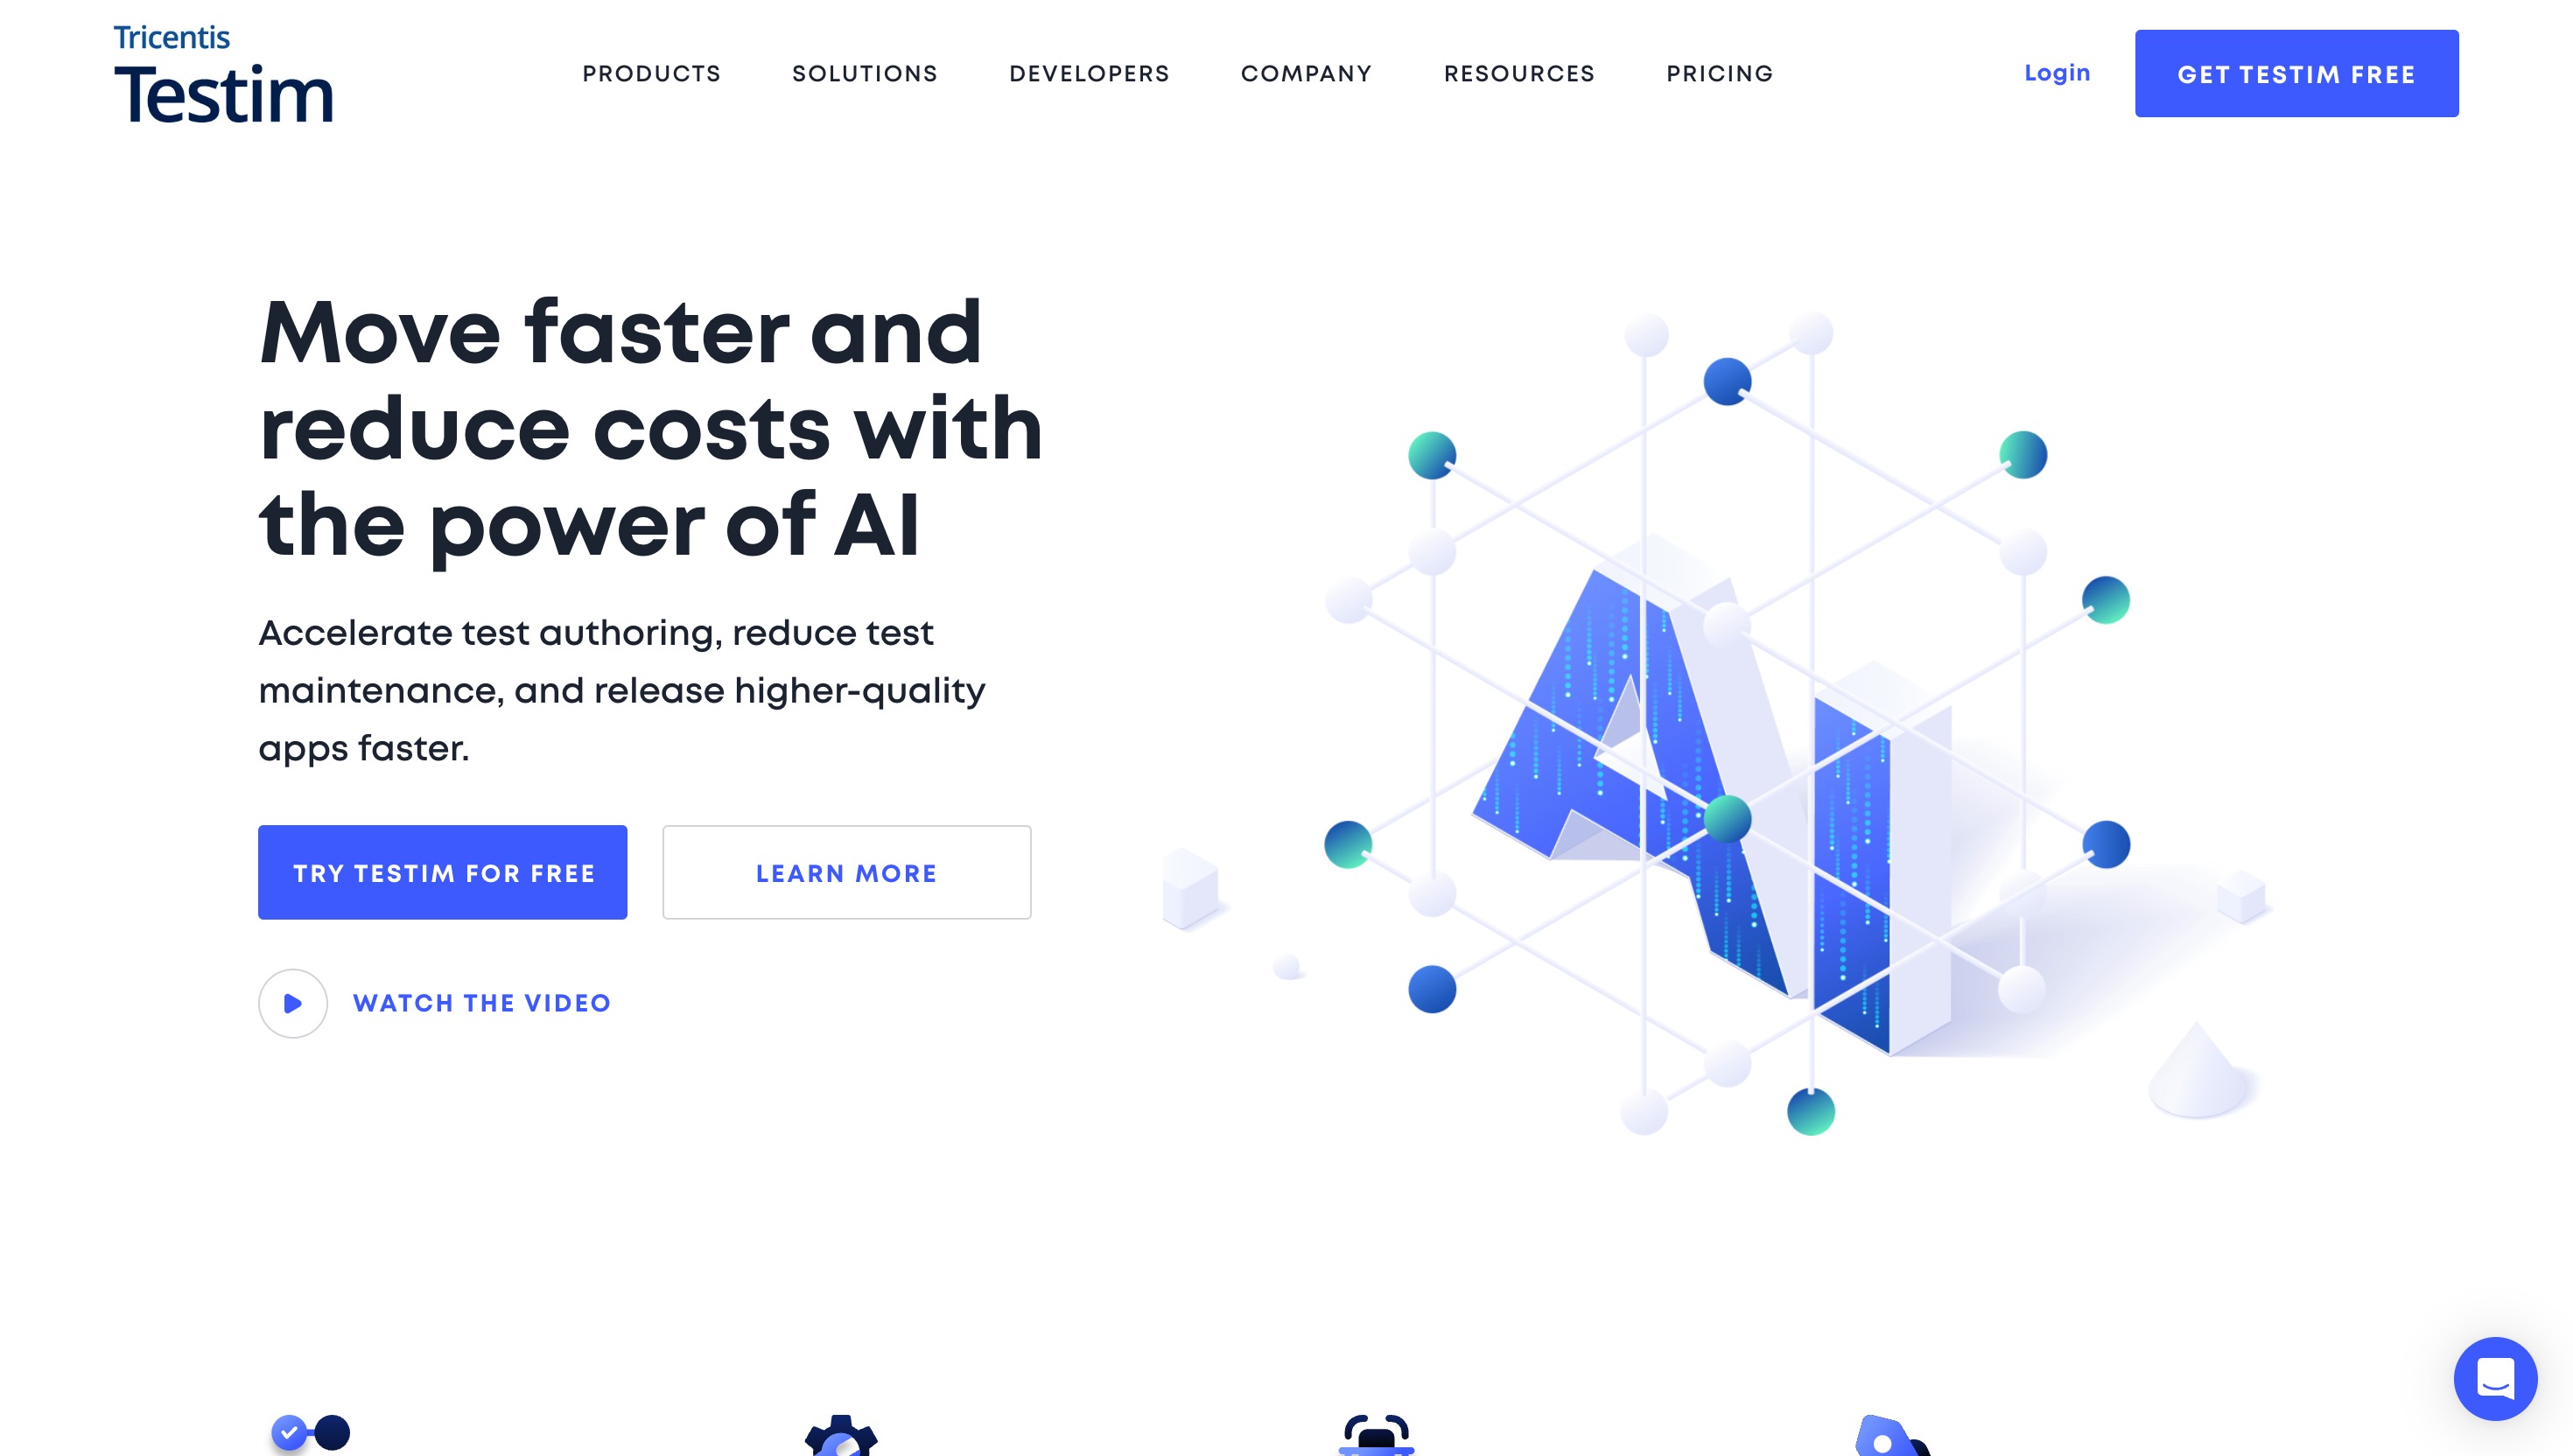 Tricentis
Testim
PRODUCTS
SOLUTIONS
DEVELOPERS
COMPANY
RESOURCES
PRICING
Login
GET TESTIM FREE
Move faster and
reduce costs with
the power of AI
Accelerate test authoring, reduce test
maintenance, and release higher-quality
apps faster.
TRY TESTIM FOR FREE
LEARN MORE
WATCH THE VIDEO
AI